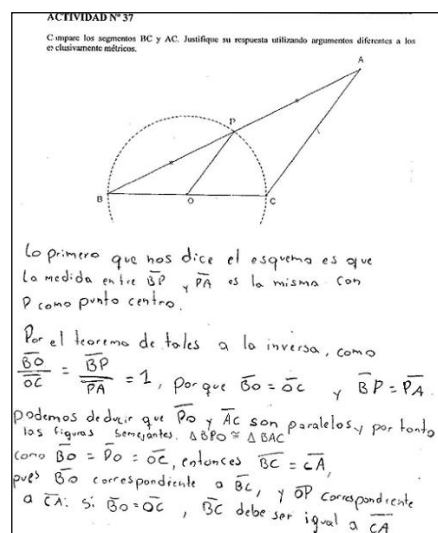 ACTIVIDAD Nº 37
Compare los segmentos BC y AC. Justifique su respuesta utilizando argumentos diferentes a los
exclusivamente métricos.
A
P
B
O
C
Lo primero que nos dice el esquema es que
la medida entre BP y PA es la misma con
P como punto centro.
Por el teorema de tales a la inversa, como
BO/OC = BP/PA = 1, porque BO = OC y BP = PA.
podemos deducir que PO y AC son paralelos y por tanto
las figuras semejantes. △BPO ≅ △BAC
como BO = PO = OC, entonces BC = CA,
pues BO correspondiente a BC, y OP correspondiente
a CA: si BO = OC, BC debe ser igual a CA